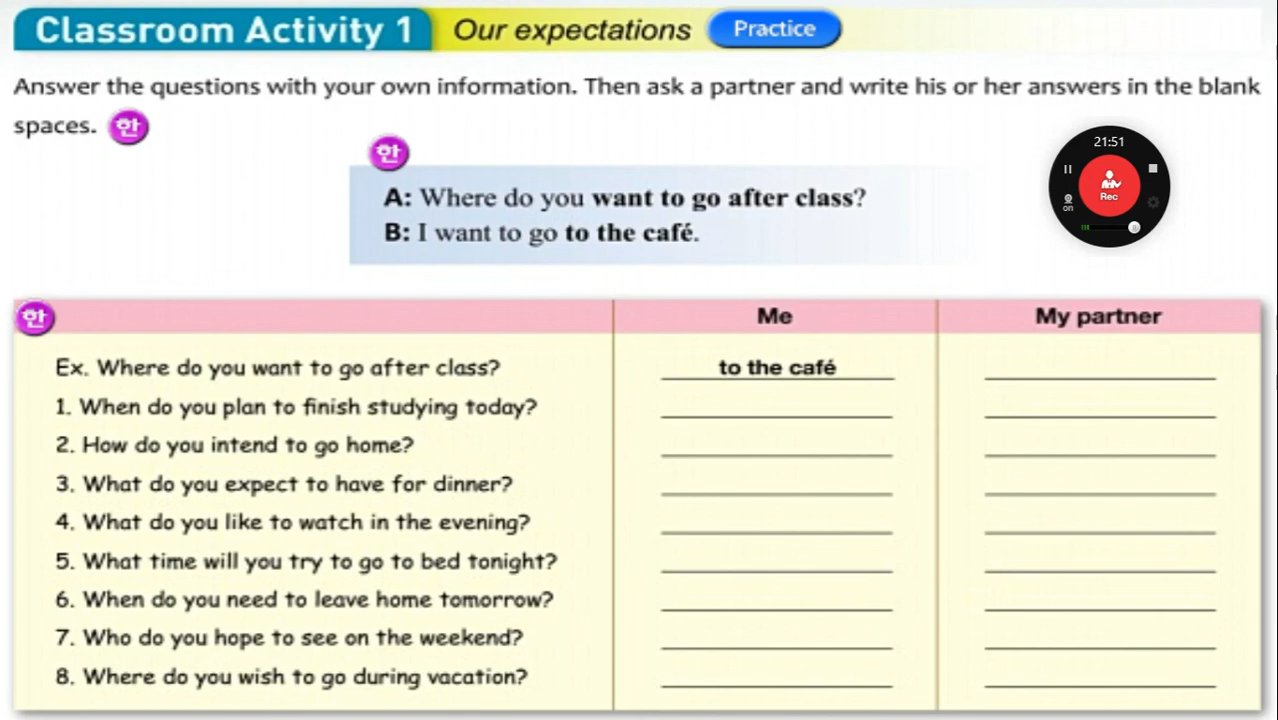 Classroom Activity 1 Our expectations Practice
Answer the questions with your own information. Then ask a partner and write his or her answers in the blank
spaces. 한
한
21:51
Rec
on
A: Where do you want to go after class?
B: I want to go to the café.
한 Me My partner
Ex. Where do you want to go after class? to the café
1. When do you plan to finish studying today?
2. How do you intend to go home?
3. What do you expect to have for dinner?
4. What do you like to watch in the evening?
5. What time will you try to go to bed tonight?
6. When do you need to leave home tomorrow?
7. Who do you hope to see on the weekend?
8. Where do you wish to go during vacation?